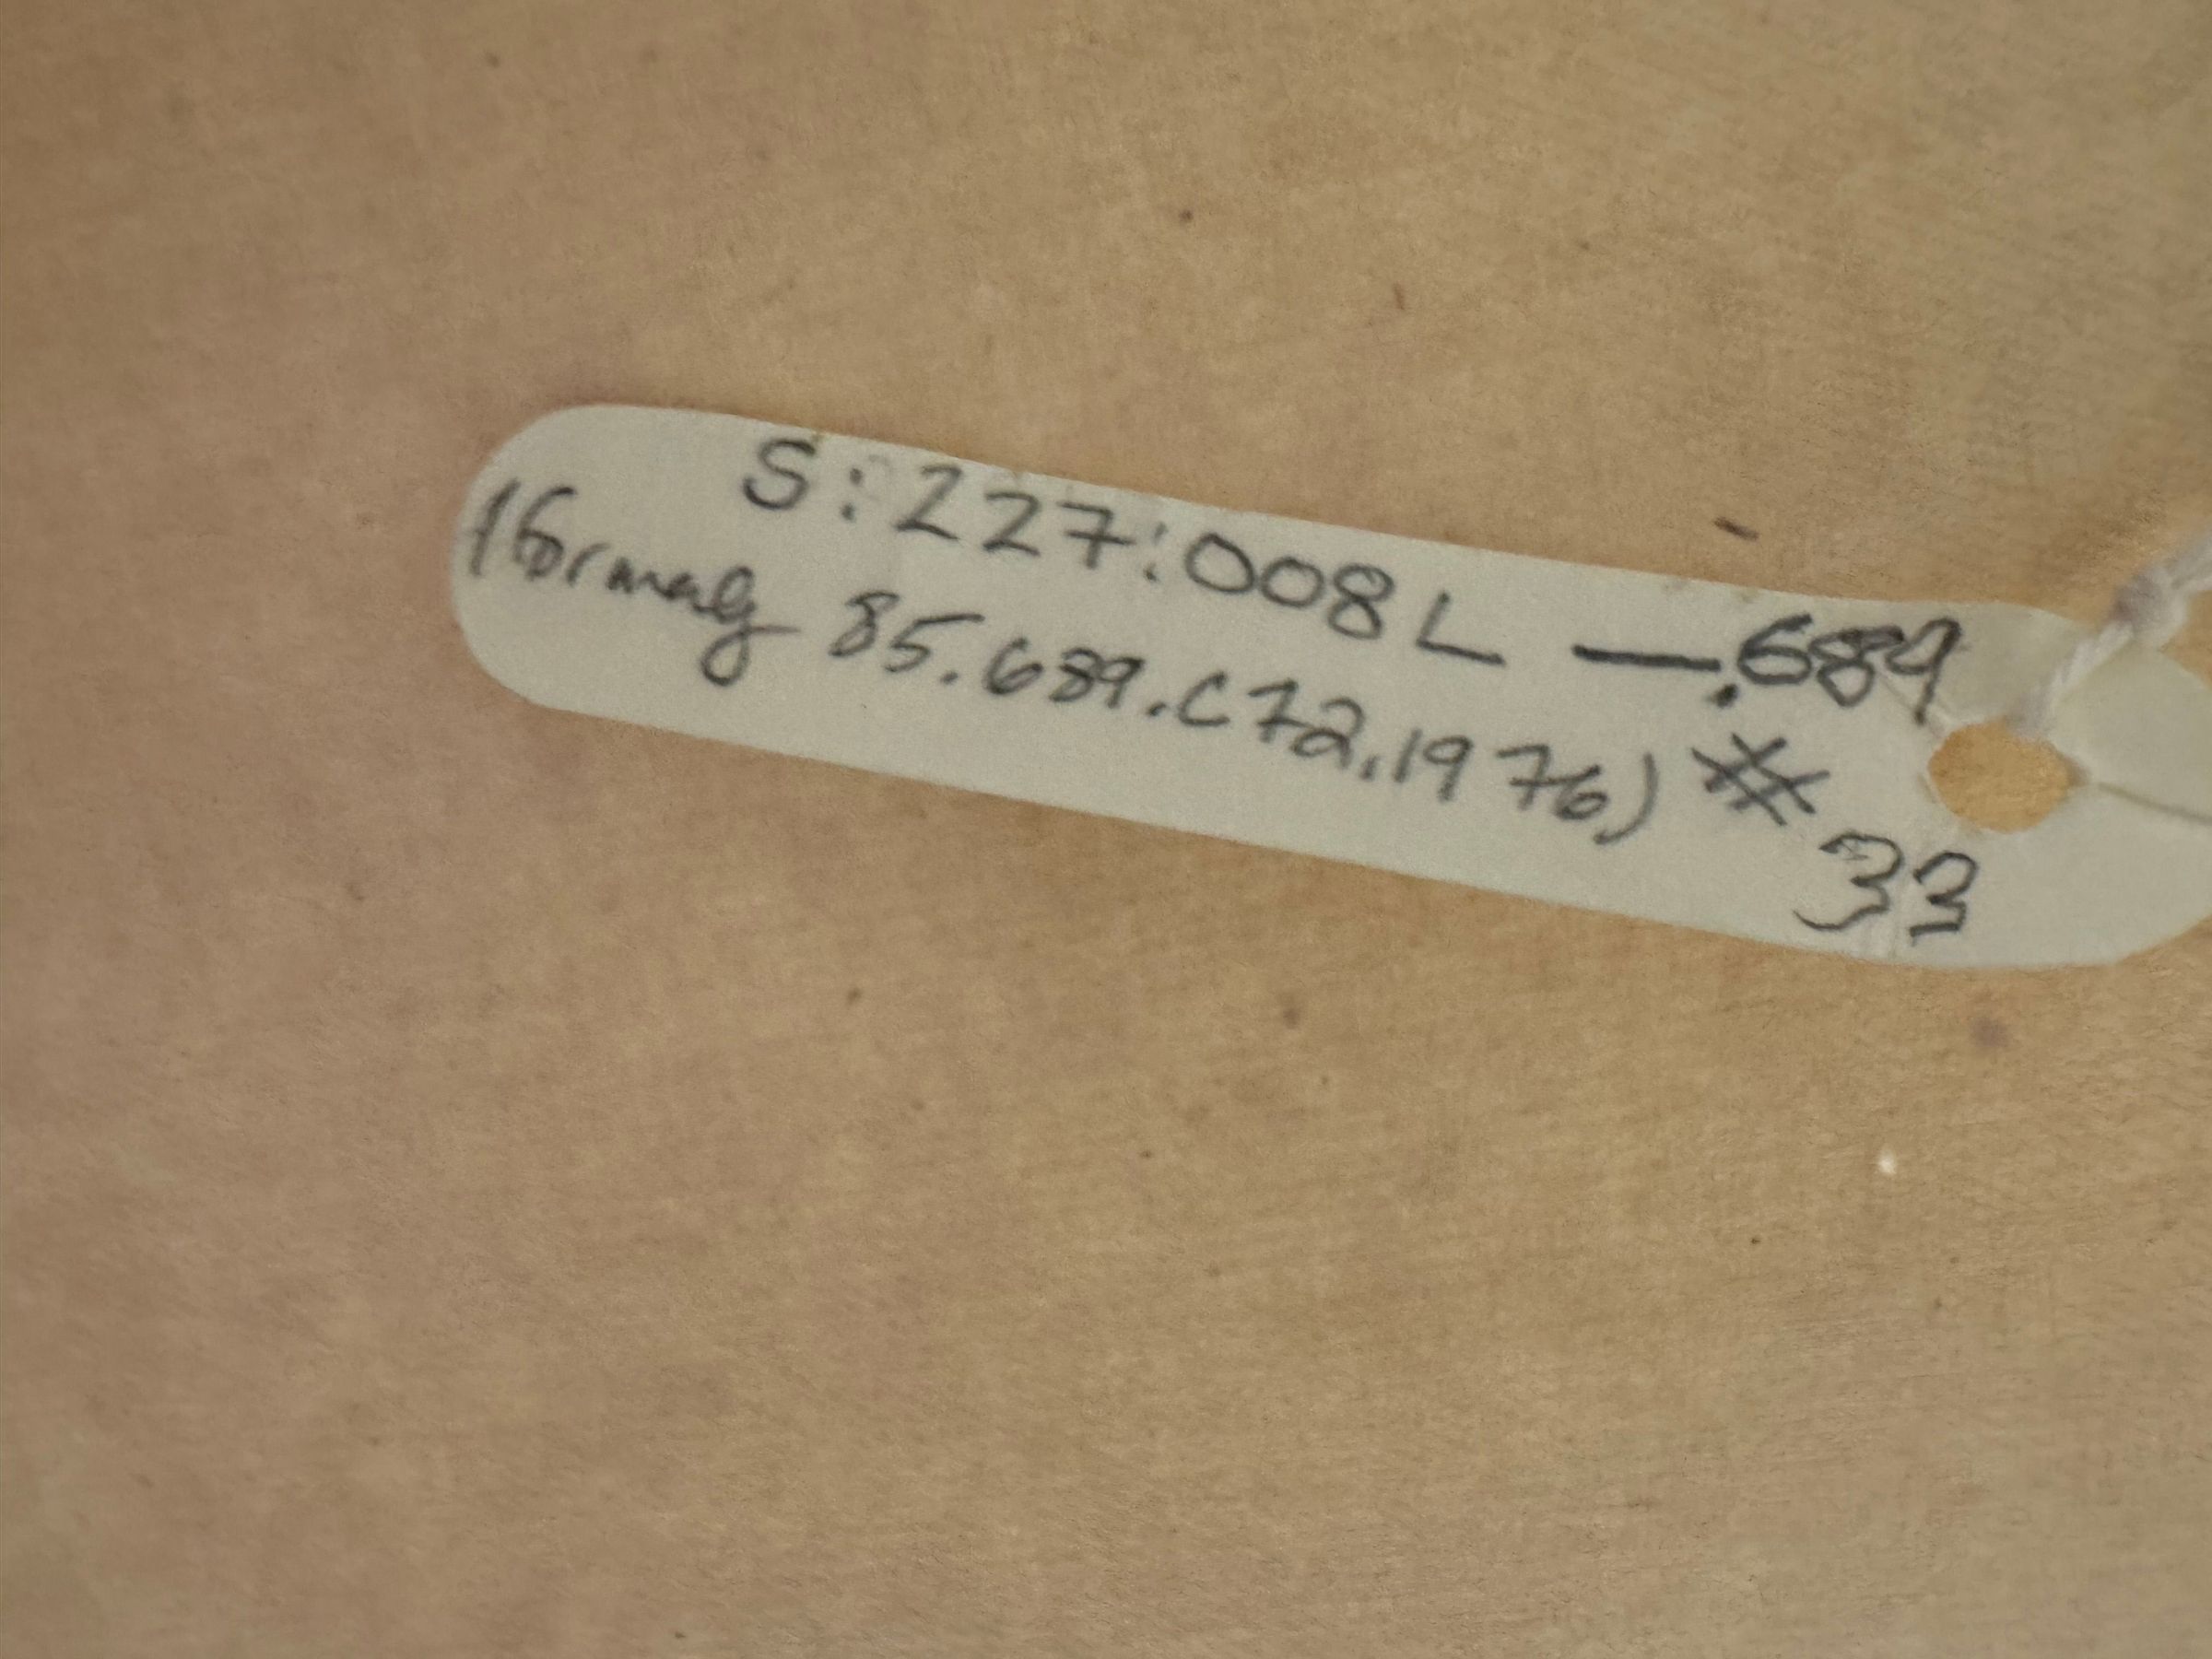 S:227:008L —.689
(formerly 85.689.C72.1976) #
33